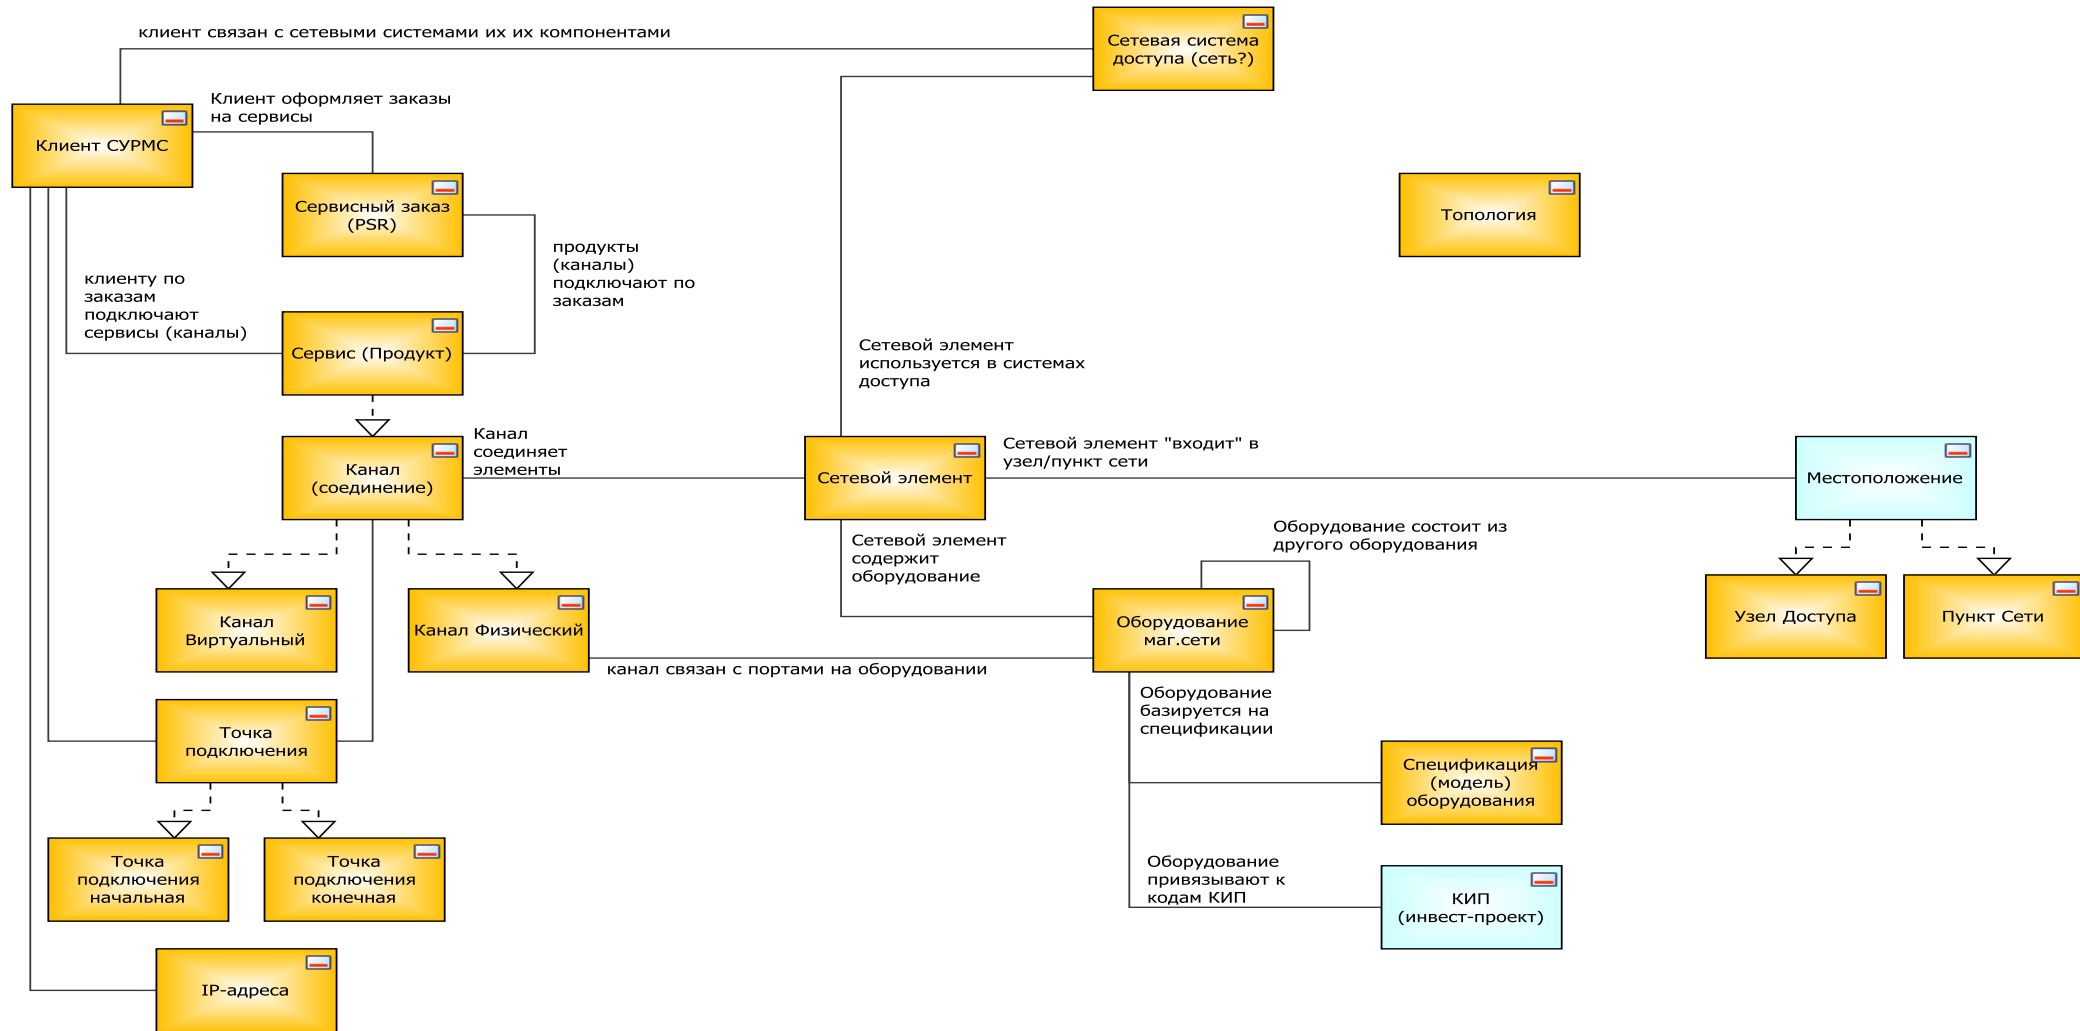 клиент связан с сетевыми системами их их компонентами
Сетевая система
доступа (сеть?)
Клиент оформляет заказы
на сервисы
Клиент СУРМС
Сервисный заказ
(PSR)
Топология
продукты
(каналы)
подключают по
заказам
клиенту по
заказам
подключают
сервисы (каналы)
Сервис (Продукт)
Сетевой элемент
используется в системах
доступа
Канал
соединяет
элементы
Канал
(соединение)
Сетевой элемент
Сетевой элемент "входит" в
узел/пункт сети
Местоположение
Сетевой элемент
содержит
оборудование
Оборудование состоит из
другого оборудования
Канал
Виртуальный
Канал Физический
Оборудование
маг.сети
Узел Доступа
Пункт Сети
канал связан с портами на оборудовании
Оборудование
базируется на
спецификации
Точка
подключения
Спецификация
(модель)
оборудования
Точка
подключения
начальная
Точка
подключения
конечная
Оборудование
привязывают к
кодам КИП
КИП
(инвест-проект)
IP-адреса